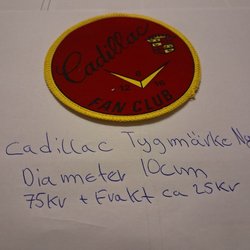 Cadillac
FAN CLUB
Cadillac Tygmärke
Diameter 10cm
75kr + Frakt ca 25kr